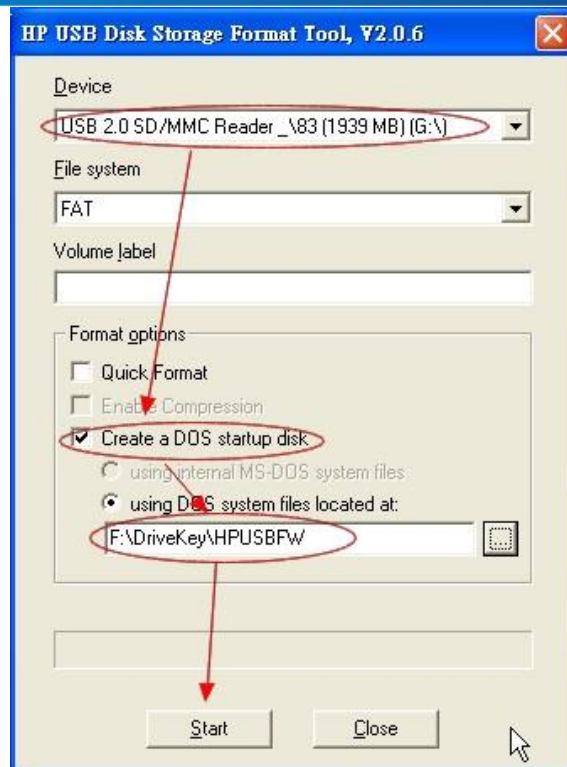 HP USB Disk Storage Format Tool, V2.0.6
Device
USB 2.0 SD/MMC Reader _\83 (1939 MB) (G:\)
File system
FAT
Volume label
Format options
Quick Format
Enable Compression
Create a DOS startup disk
using internal MS-DOS system files
using DOS system files located at:
F:\DriveKey\HPUSBFW
...
Start
Close